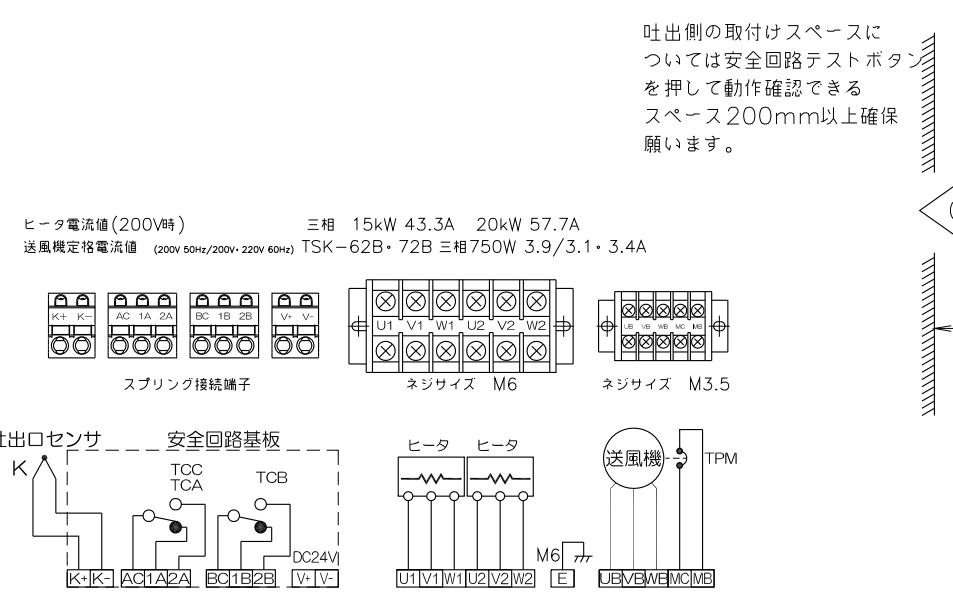 吐出側の取付けスペースに
ついては安全回路テストボタン
を押して動作確認できる
スペース200mm以上確保
願います。
ヒータ電流値(200V時) 三相 15kW 43.3A 20kW 57.7A
送風機定格電流値 (200V 50Hz/200V・220V 60Hz) TSK-62B・72B 三相750W 3.9/3.1・3.4A
K+ K- AC 1A 2A BC 1B 2B V+ V-
U1 V1 W1 U2 V2 W2
UB VB WB MC MB
スプリング接続端子
ネジサイズ M6
ネジサイズ M3.5
吐出口センサ
安全回路基板
K
TCC
TCA
TCB
DC24V
K+ K- AC 1A 2A BC 1B 2B V+ V-
ヒータ ヒータ
U1 V1 W1 U2 V2 W2
M6
E
送風機
TPM
UB VB WB MC MB